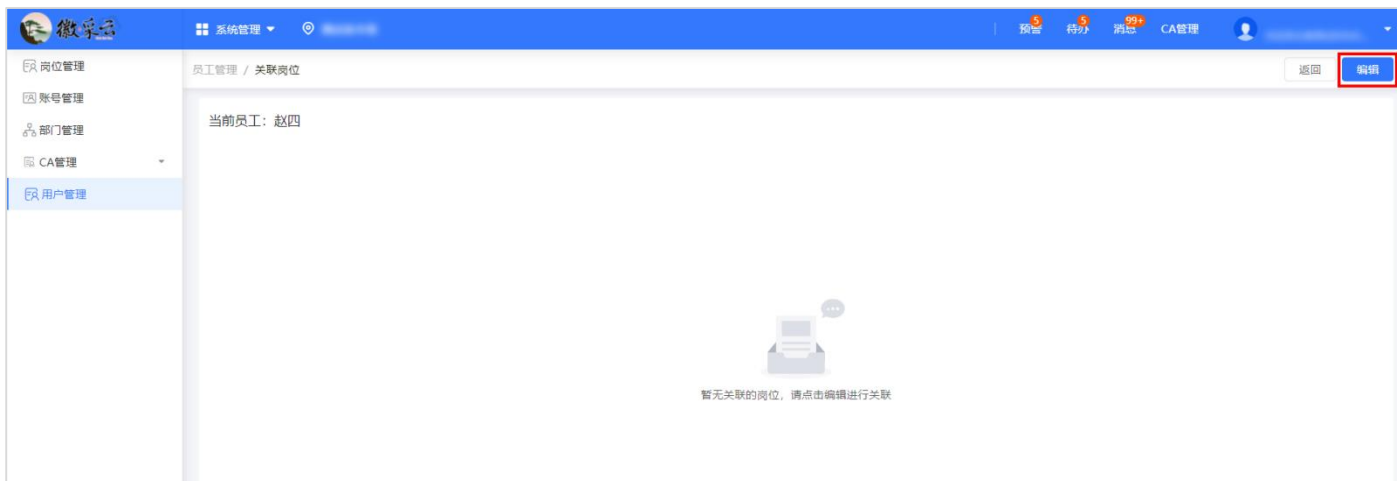 徽采云
系统管理
预警 5
待办 5
消息 99+
CA管理
岗位管理
账号管理
部门管理
CA管理
用户管理
员工管理 / 关联岗位
返回
编辑
当前员工：赵四
暂无关联的岗位，请点击编辑进行关联